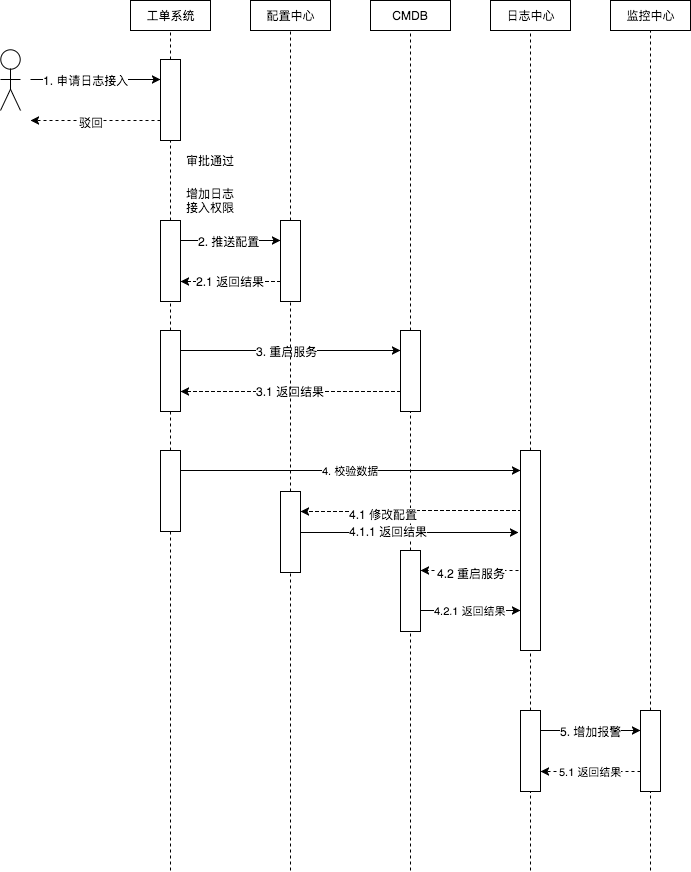 工单系统
配置中心
CMDB
日志中心
监控中心
1. 申请日志接入
驳回
审批通过
增加日志
接入权限
2. 推送配置
2.1 返回结果
3. 重启服务
3.1 返回结果
4. 校验数据
4.1 修改配置
4.1.1 返回结果
4.2 重启服务
4.2.1 返回结果
5. 增加报警
5.1 返回结果